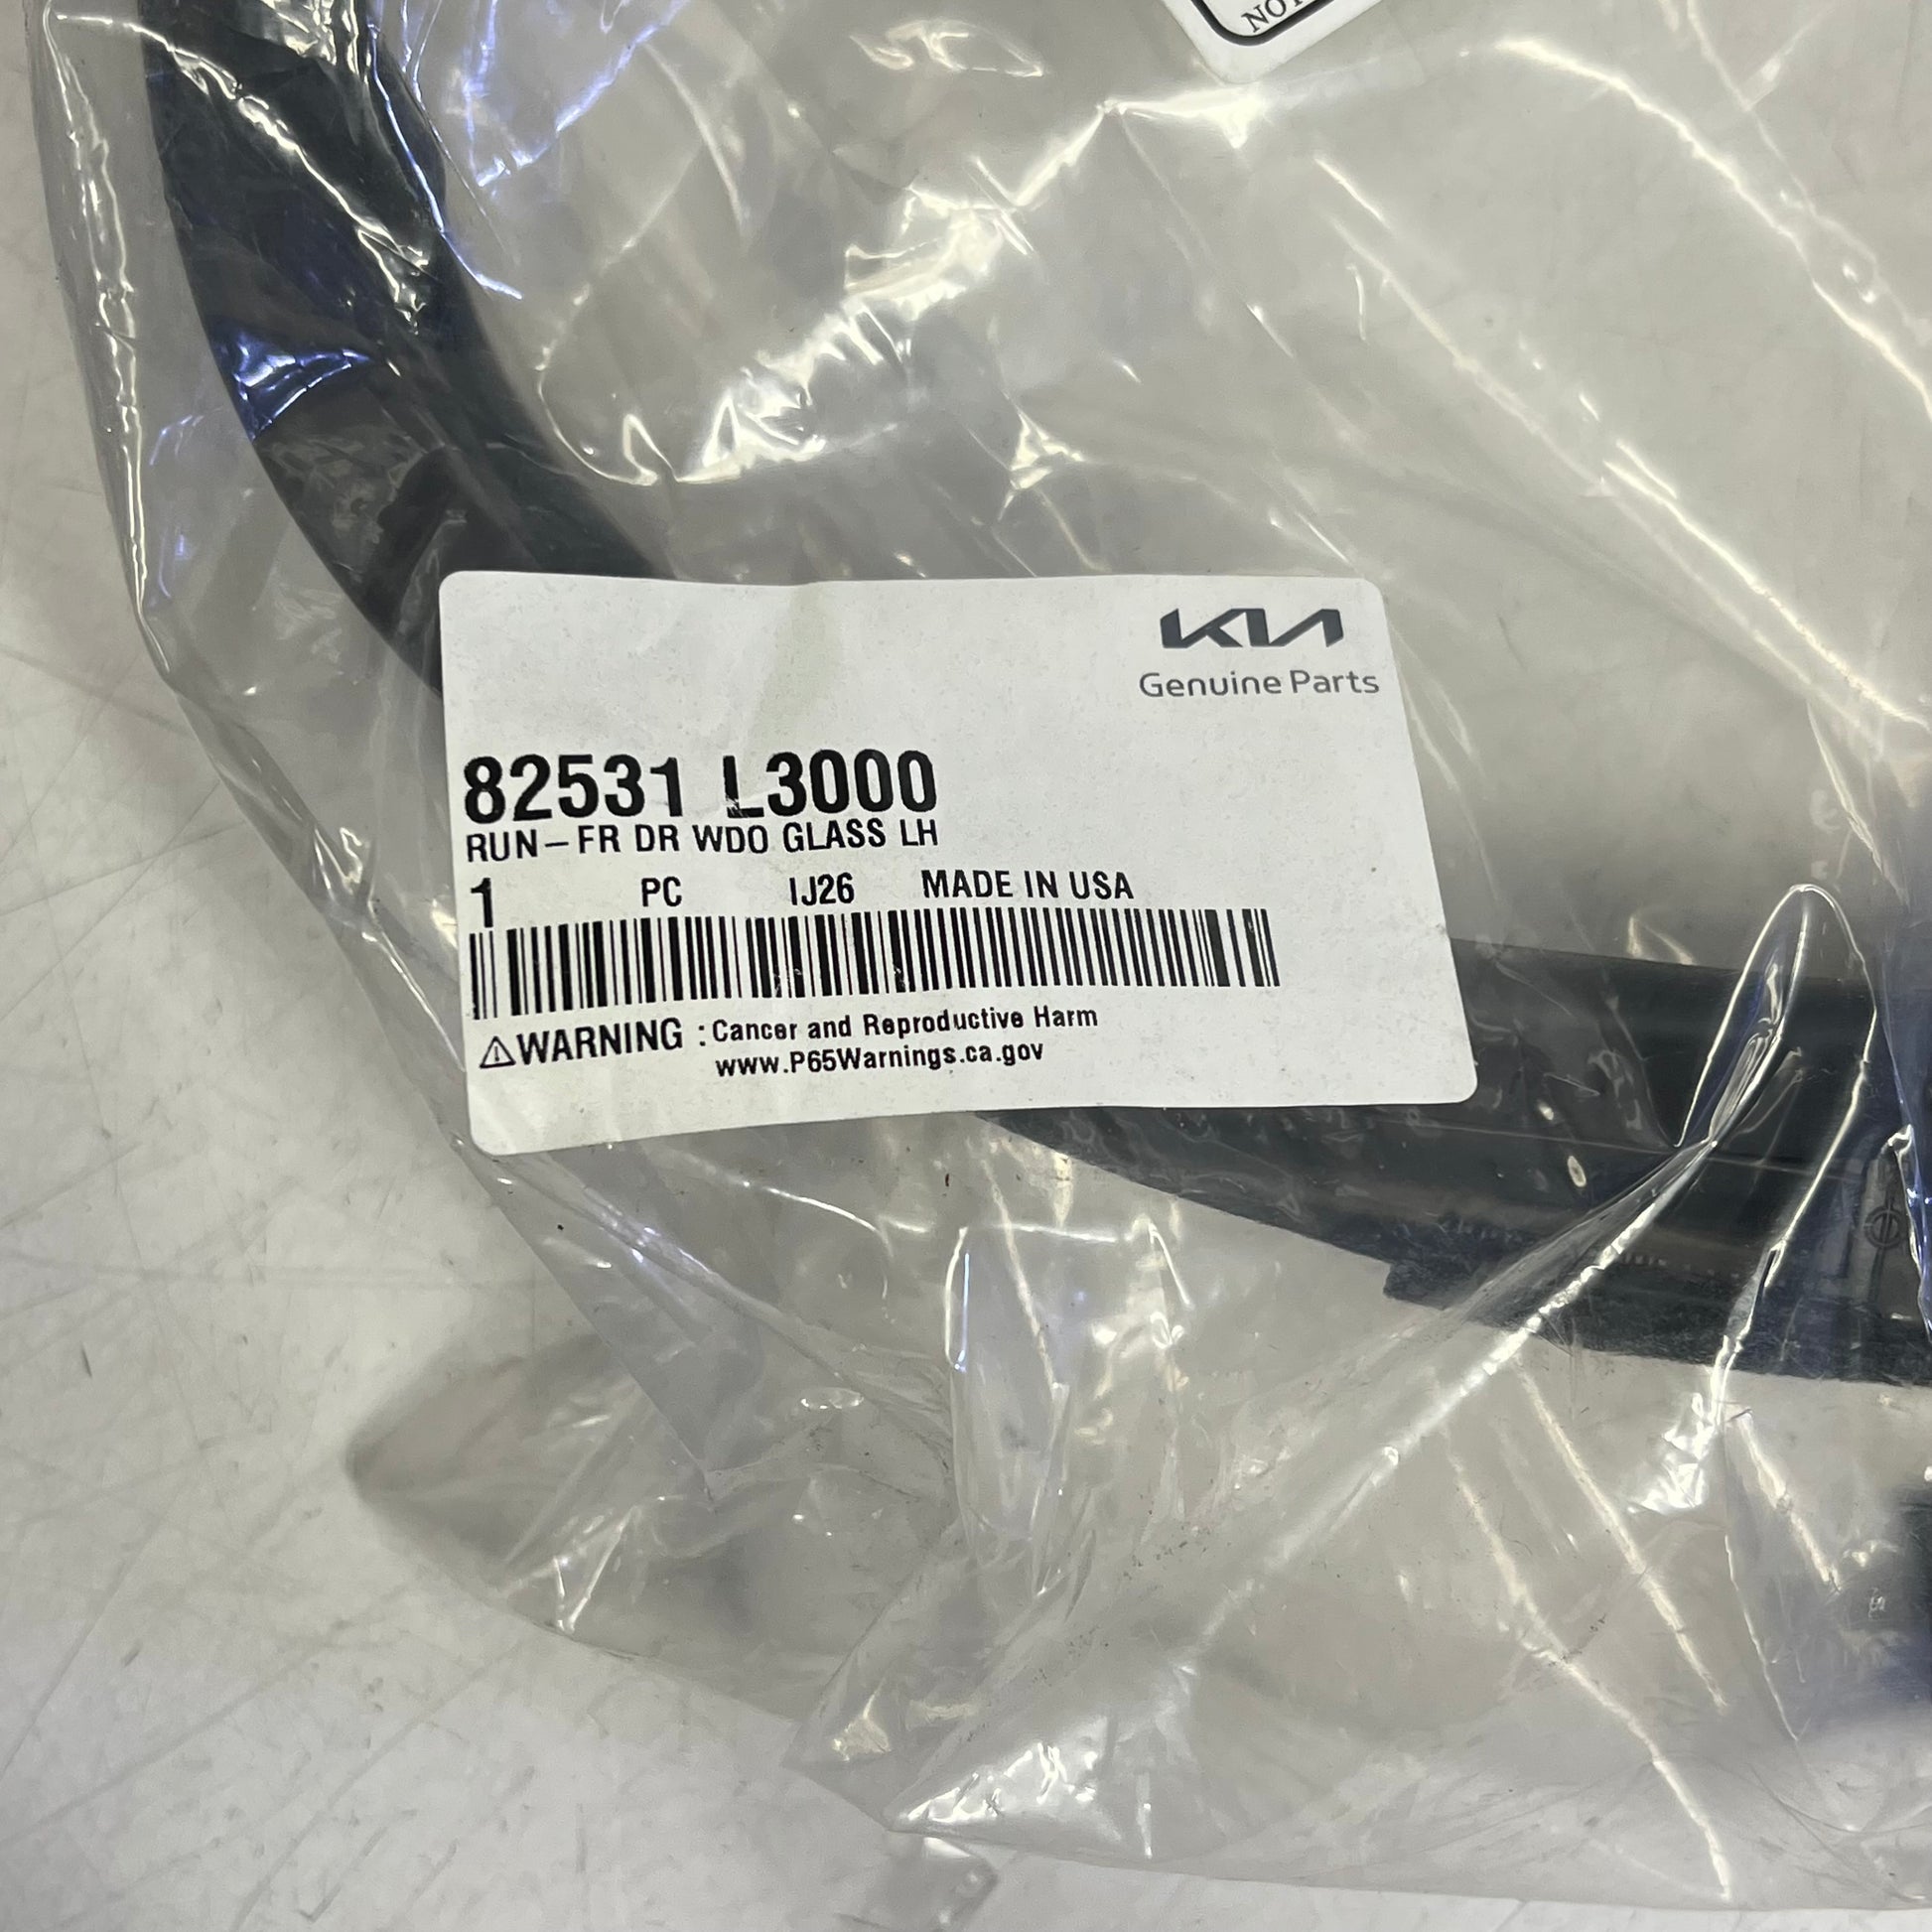 KIA
Genuine Parts
82531 L3000
RUN-FR DR WDO GLASS LH
1 PC IJ26 MADE IN USA
⚠WARNING : Cancer and Reproductive Harm
www.P65Warnings.ca.gov